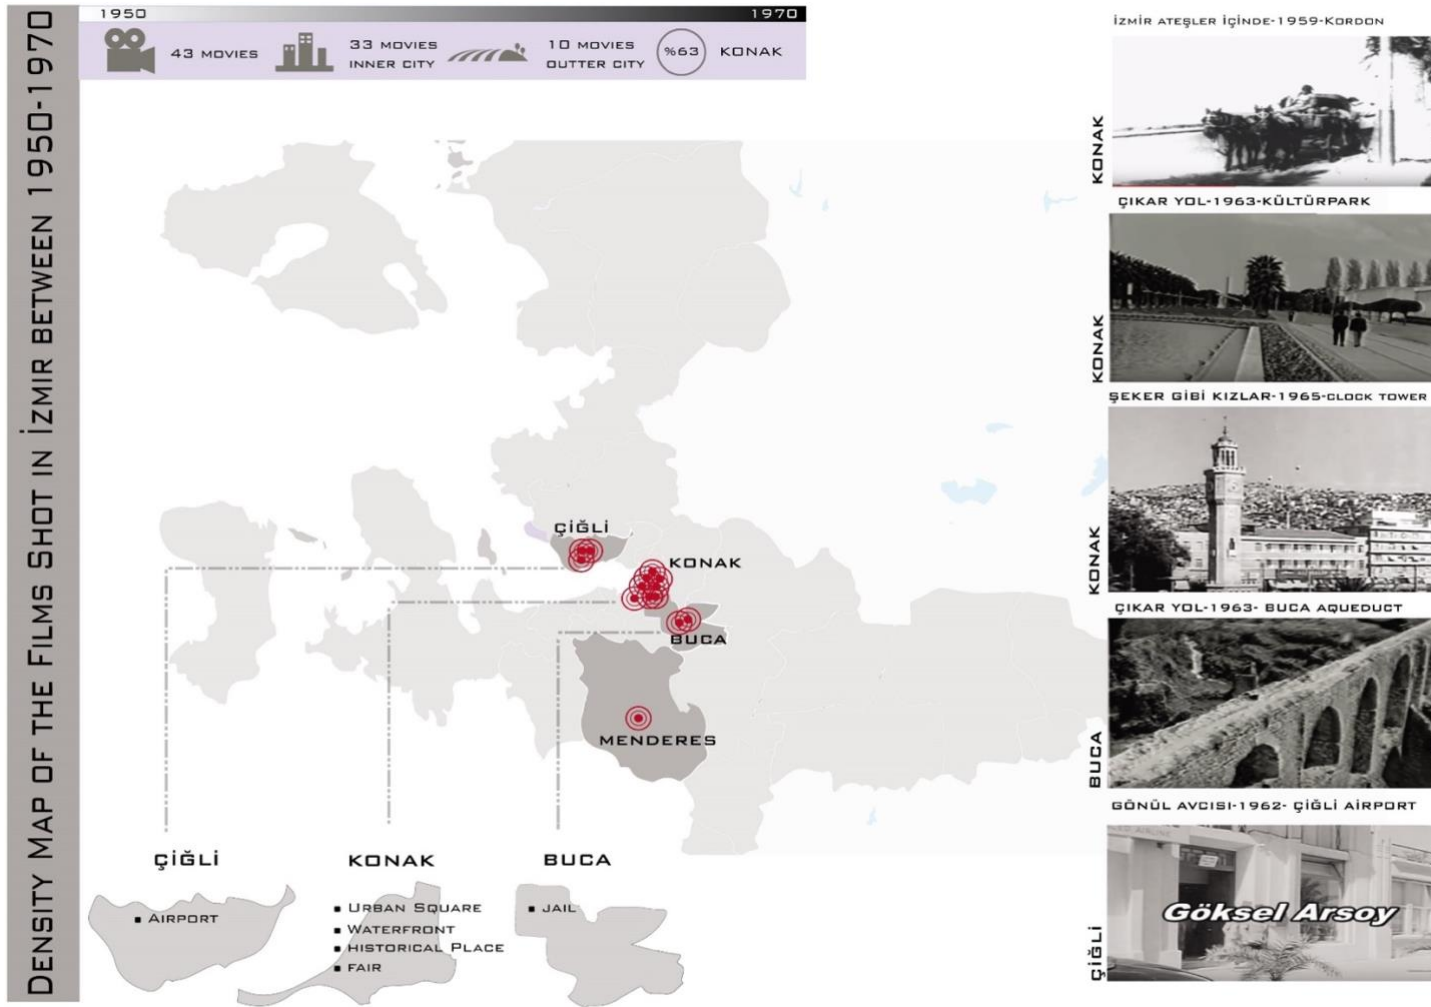 DENSITY MAP OF THE FILMS SHOT IN İZMIR BETWEEN 1950-1970
1950
1970
43 MOVIES
33 MOVIES
INNER CITY
10 MOVIES
OUTTER CITY
%63
KONAK
ÇİĞLİ
KONAK
BUCA
MENDERES
ÇİĞLİ
AIRPORT
KONAK
URBAN SQUARE
WATERFRONT
HISTORICAL PLACE
FAIR
BUCA
JAIL
İZMİR ATEŞLER İÇİNDE-1959-KORDON
KONAK
ÇIKAR YOL-1963-KÜLTÜRPARK
KONAK
ŞEKER GİBİ KIZLAR-1965-CLOCK TOWER
KONAK
ÇIKAR YOL-1963- BUCA AQUEDUCT
BUCA
GÖNÜL AVCISI-1962- ÇİĞLİ AİRPORT
ÇİĞLİ
Göksel Arsoy